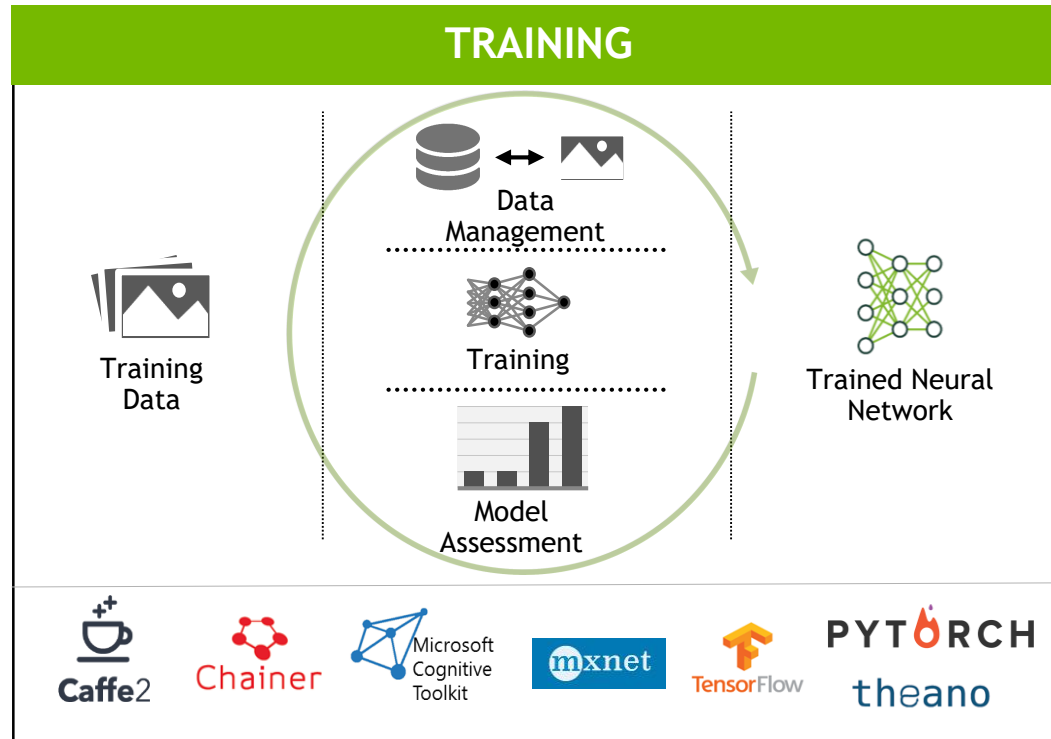 TRAINING
Data
Management
Training
Data
Training
Model
Assessment
Trained Neural
Network
Caffe2
Chainer
Microsoft
Cognitive
Toolkit
mxnet
TensorFlow
PYTORCH
theano